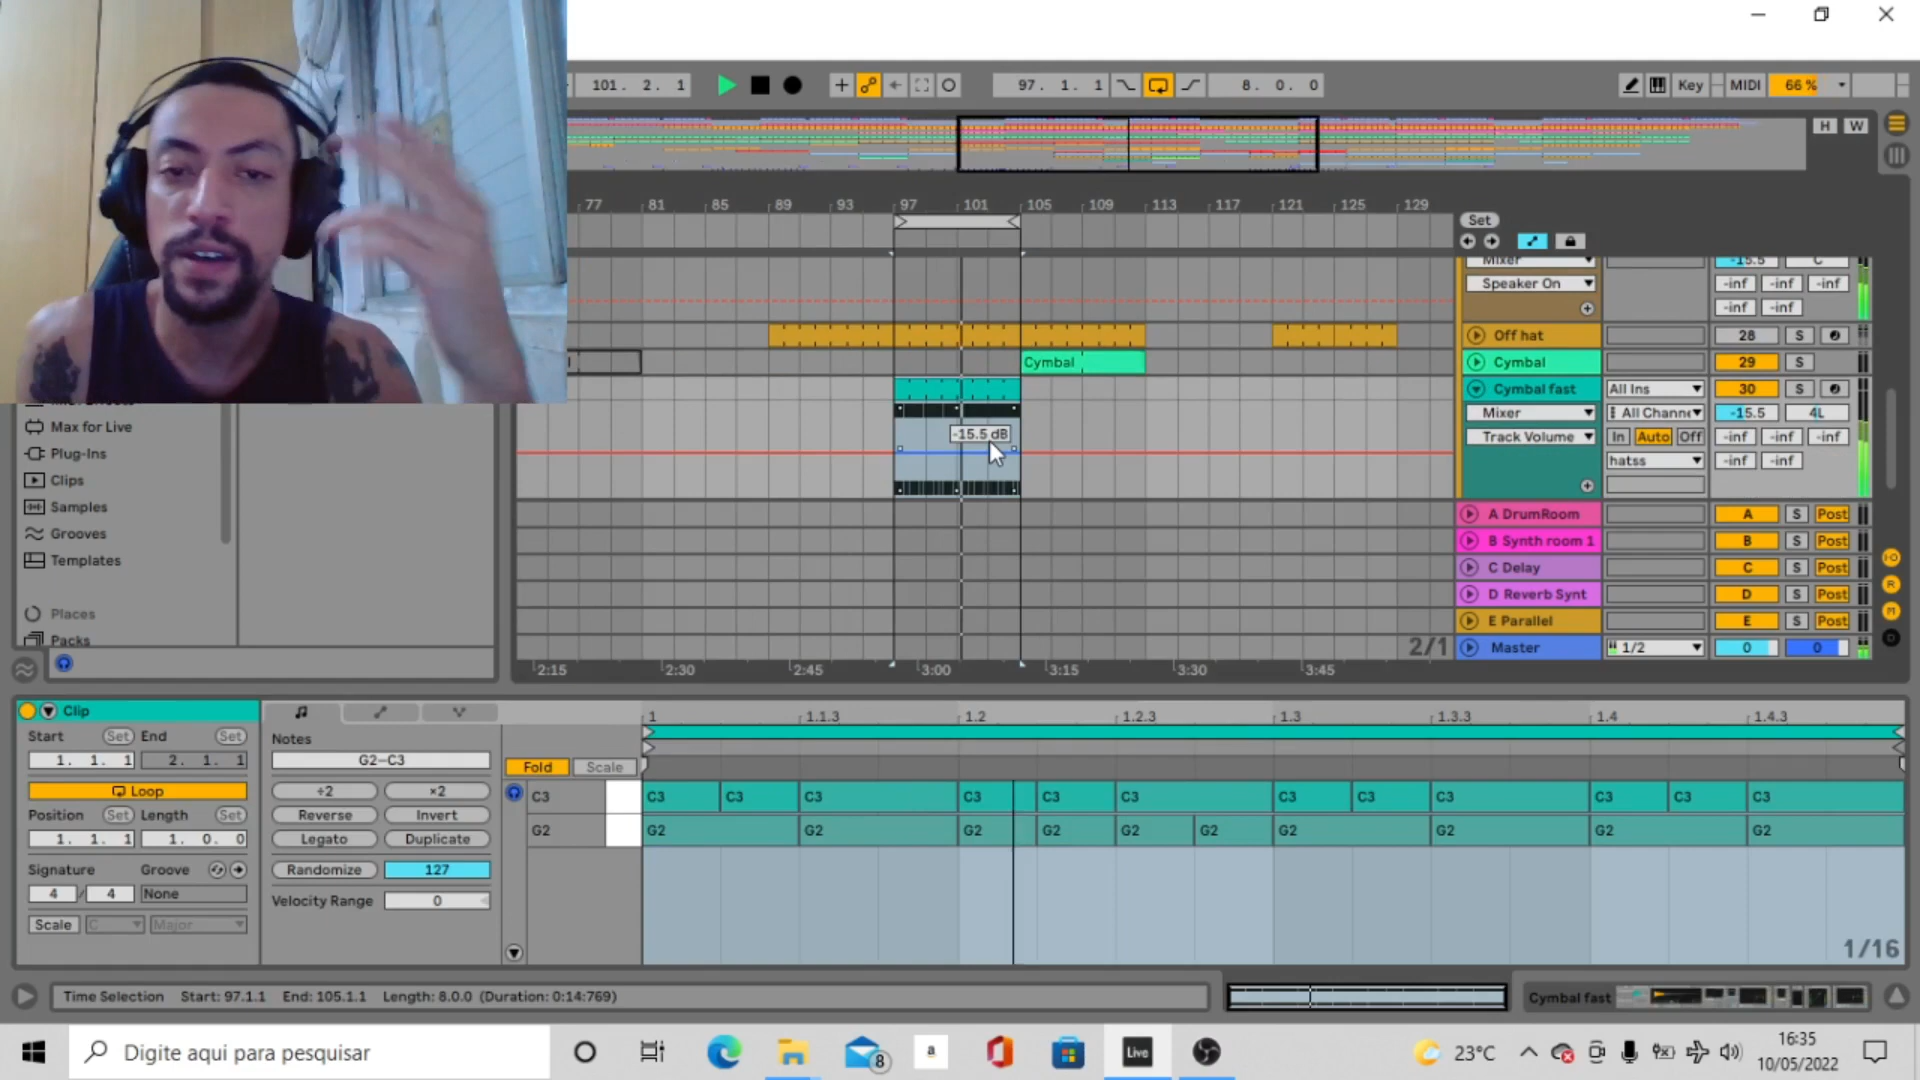 101. 2. 1
97. 1. 1
8. 0. 0
Key
MIDI
66 %
H W
77 81 85 89 93 97 101 105 109 113 117 121 125 129
Set
Mixer
-15.5 C
Speaker On
-inf -inf -inf
-inf -inf
Off hat
28 S
Cymbal
Cymbal
29 S
Cymbal fast
All Ins
30 S
Mixer
All Channe
-15.5 4L
-15.5 dB
Track Volume
In Auto Off
-inf -inf -inf
hatss
-inf -inf
A DrumRoom
A S Post
B Synth room 1
B S Post
C Delay
C S Post
D Reverb Synt
D S Post
E Parallel
E S Post
2/1
Master
1/2
0 0
2:15 2:30 2:45 3:00 3:15 3:30 3:45
Max for Live
Plug-Ins
Clips
Samples
Grooves
Templates
Places
Packs
Clip
Start Set End Set
1. 1. 1 2. 1. 1
Loop
Position Set Length Set
1. 1. 1 1. 0. 0
Signature Groove
4 / 4 None
Scale C Major
Notes
G2–C3
÷2 ×2
Reverse Invert
Legato Duplicate
Randomize 127
Velocity Range 0
1 1.1.3 1.2 1.2.3 1.3 1.3.3 1.4 1.4.3
Fold Scale
C3 C3 C3 C3 C3 C3 C3 C3 C3 C3 C3 C3 C3
G2 G2 G2 G2 G2 G2 G2 G2 G2 G2 G2
1/16
Time Selection Start: 97.1.1 End: 105.1.1 Length: 8.0.0 (Duration: 0:14:769)
Cymbal fast
Digite aqui para pesquisar
8
a
Live
23°C
16:35
10/05/2022